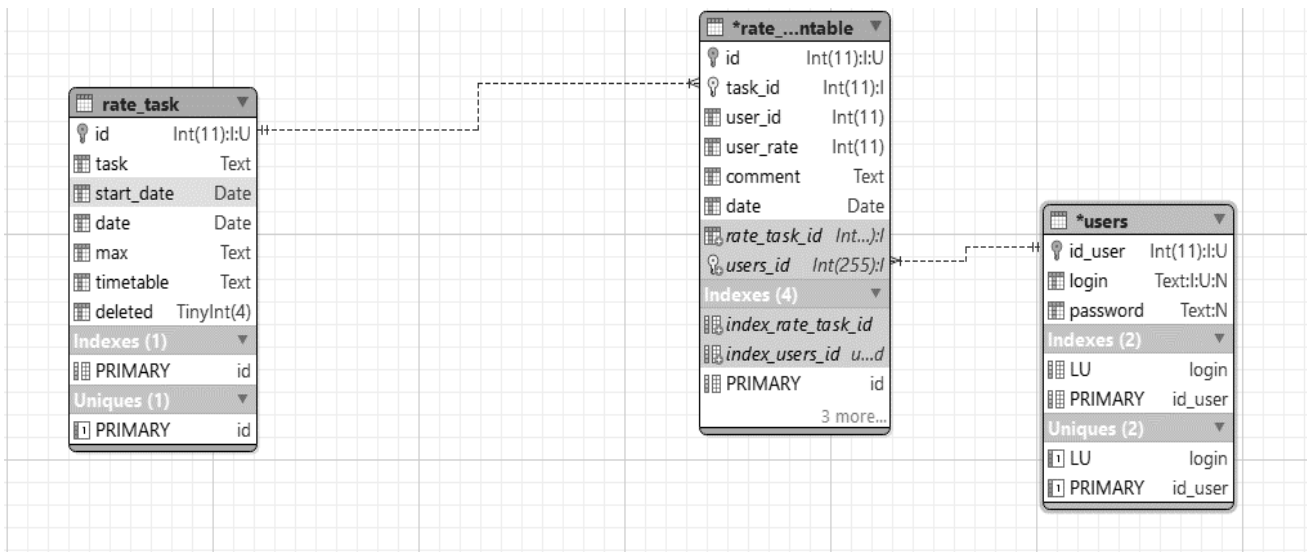 rate_task
id Int(11):I:U
task Text
start_date Date
date Date
max Text
timetable Text
deleted TinyInt(4)
Indexes (1)
PRIMARY id
Uniques (1)
PRIMARY id
*rate_...ntable
id Int(11):I:U
task_id Int(11):I
user_id Int(11)
user_rate Int(11)
comment Text
date Date
rate_task_id Int...):I
users_id Int(255):I
Indexes (4)
index_rate_task_id
index_users_id u...d
PRIMARY id
3 more...
*users
id_user Int(11):I:U
login Text:I:U:N
password Text:N
Indexes (2)
LU login
PRIMARY id_user
Uniques (2)
LU login
PRIMARY id_user